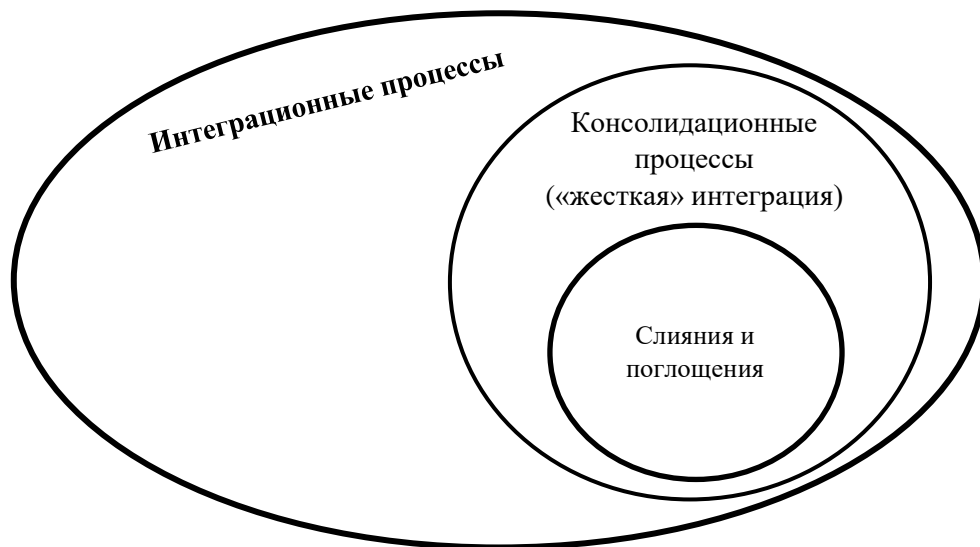 Интеграционные процессы
Консолидационные
процессы
(«жесткая» интеграция)
Слияния и
поглощения